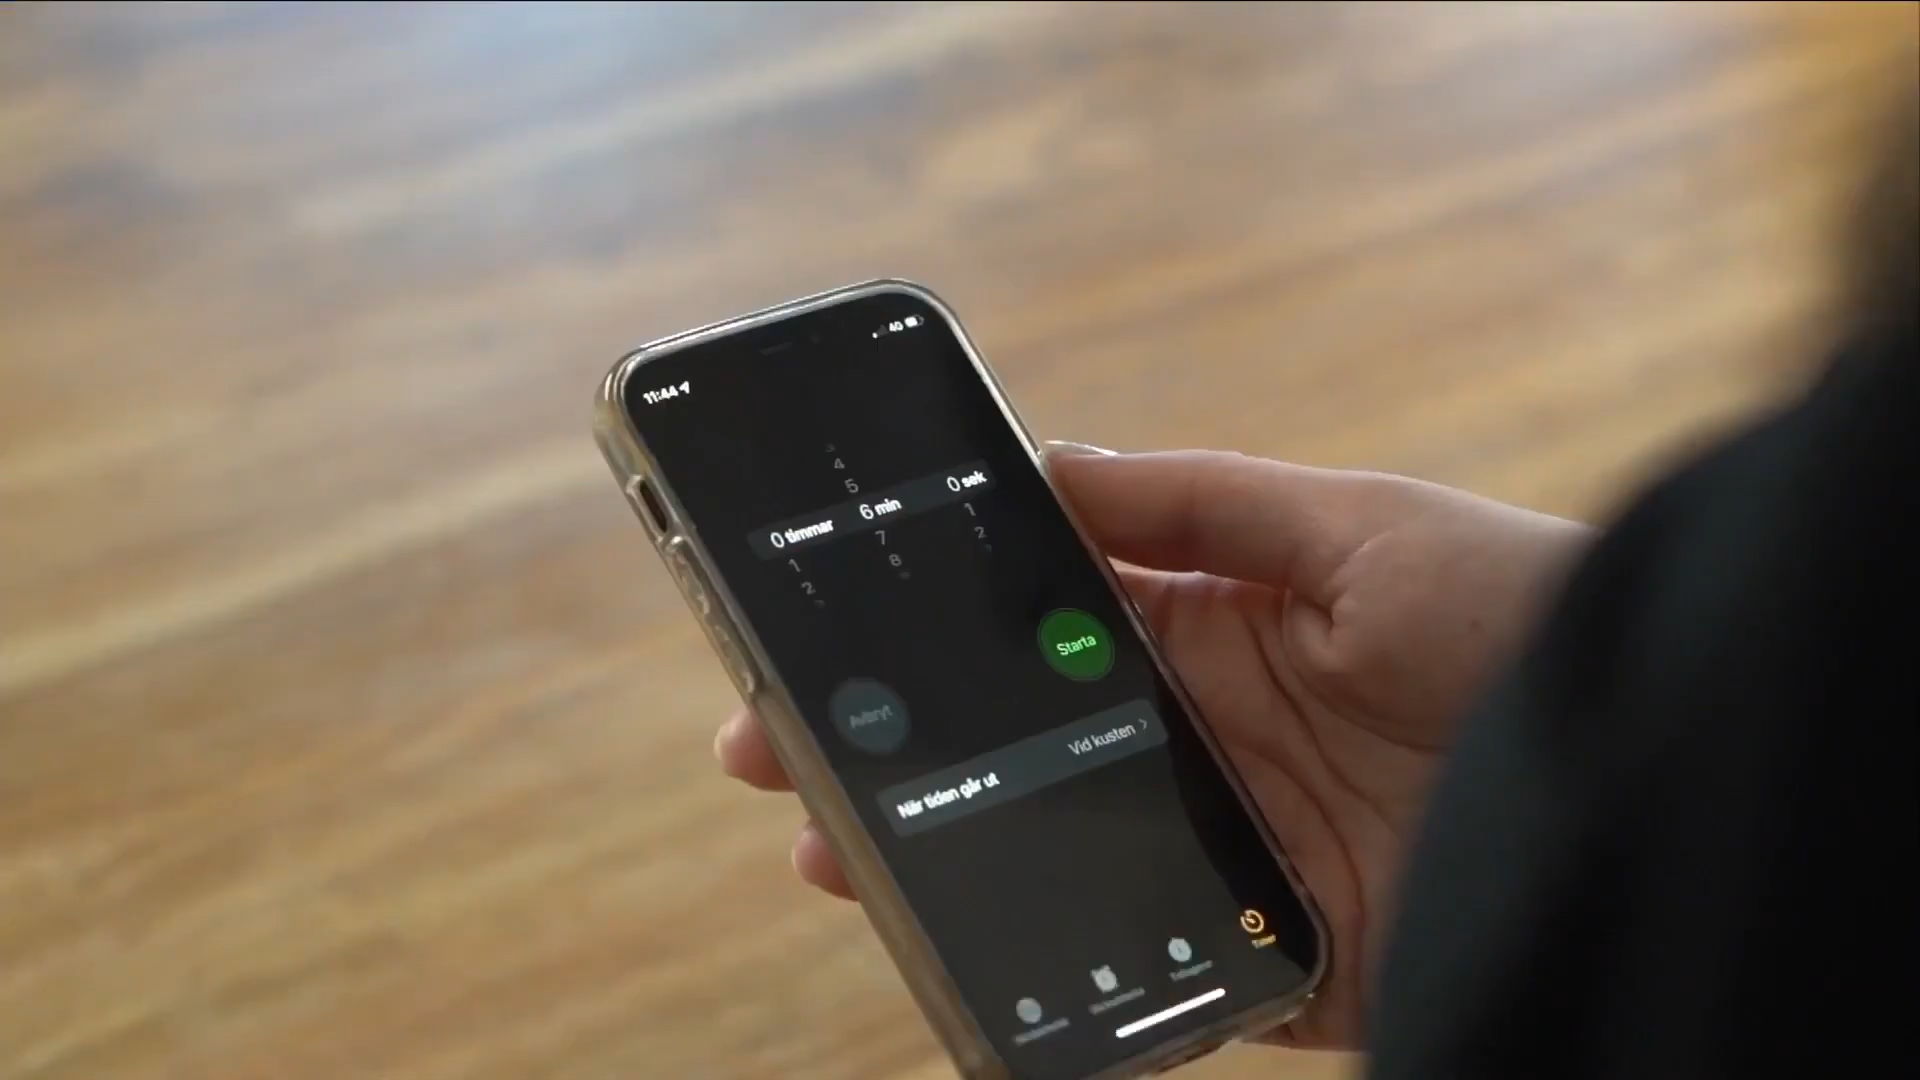 11:44
4G
4
5
0 timmar 6 min 0 sek
1 7 1
2 8 2
Avbryt Starta
När tiden går ut Vid kusten
Timer